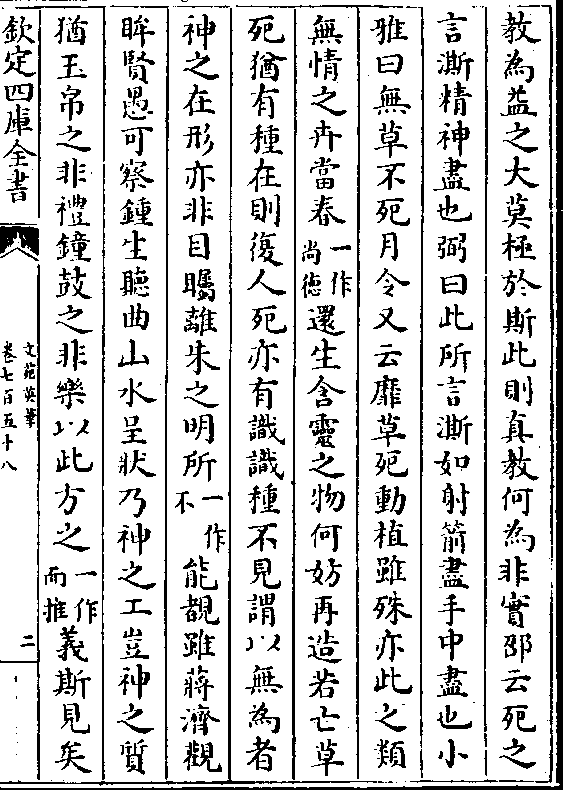 教為益之大莫極於斯此則真教何為非實邵云死之
言澌精神盡也弼曰此所言澌如射箭盡手中盡也小
雅曰無草不死月令又云靡草死動植雖殊亦此之類
無情之卉當春一作尚徳還生含靈之物何妨再造若亡草
死猶有種在則復人死亦有識識種不見謂以無為者
神之在形亦非目矚離朱之明所一作不能覩雖蔣濟觀
眸賢愚可察鍾生聽曲山水呈狀乃神之工豈神之質
猶玉帛之非禮鐘鼓之非樂以此方之一作而推義斯見矣
欽定四庫全書
文苑英華
卷七百五十八
二